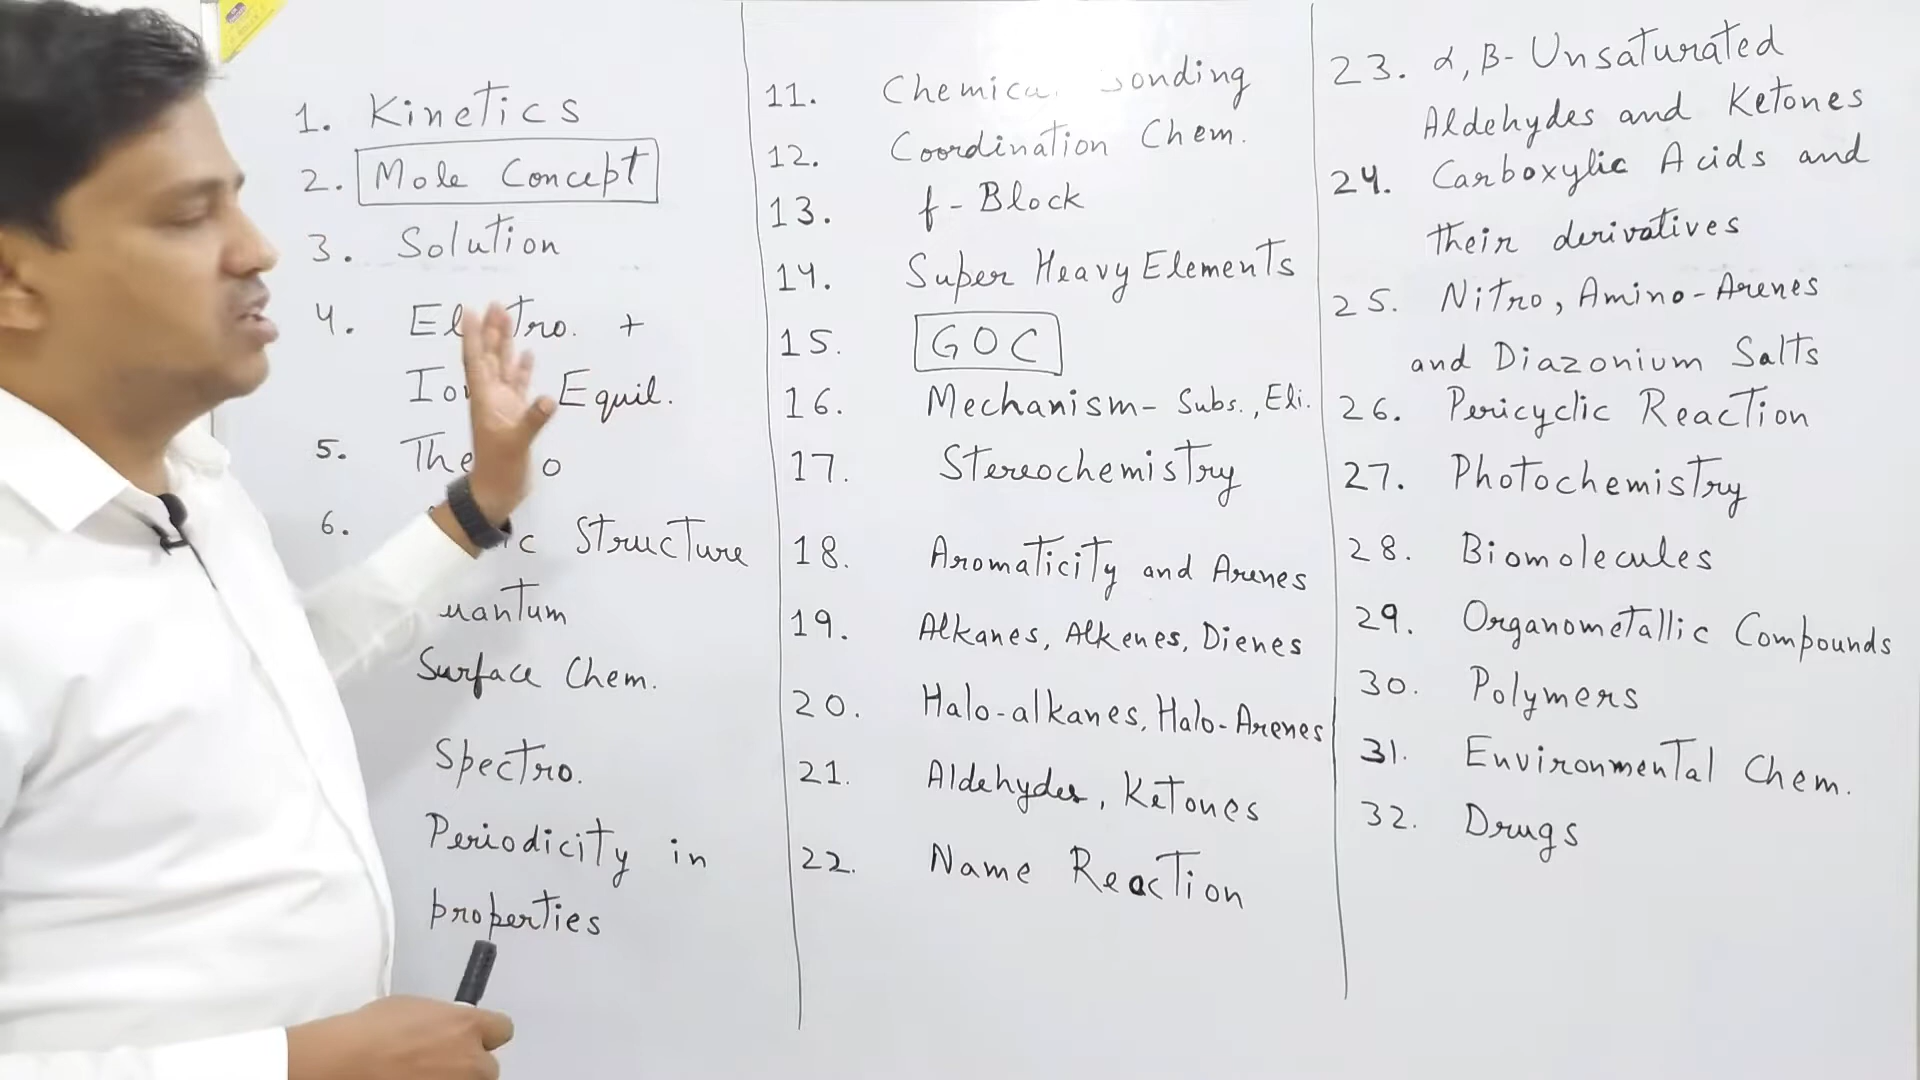 1. Kinetics
2. Mole Concept
3. Solution
4. Electro. +
Equil.
5.
6. Structure
Surface Chem.
Spectro.
Periodicity in
properties
11. Chemical
12. Coordination Chem.
13. f-Block
14. Super Heavy Elements
15. GOC
16. Mechanism- Subs., Eli.
17. Stereochemistry
18. Aromaticity and Arenes
19. Alkanes, Alkenes, Dienes
20. Halo-alkanes, Halo-Arenes
21. Aldehydes, Ketones
22. Name Reaction
23. α, β- Unsaturated
Aldehydes and Ketones
24. Carboxylic Acids and
their derivatives
25. Nitro, Amino-Arenes
and Diazonium Salts
26. Pericyclic Reaction
27. Photochemistry
28. Biomolecules
29. Organometallic Compounds
30. Polymers
31. Environmental Chem.
32. Drugs